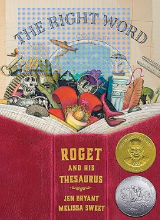 THE RIGHT WORD
ROGET
AND HIS
THESAURUS
JEN BRYANT
MELISSA SWEET